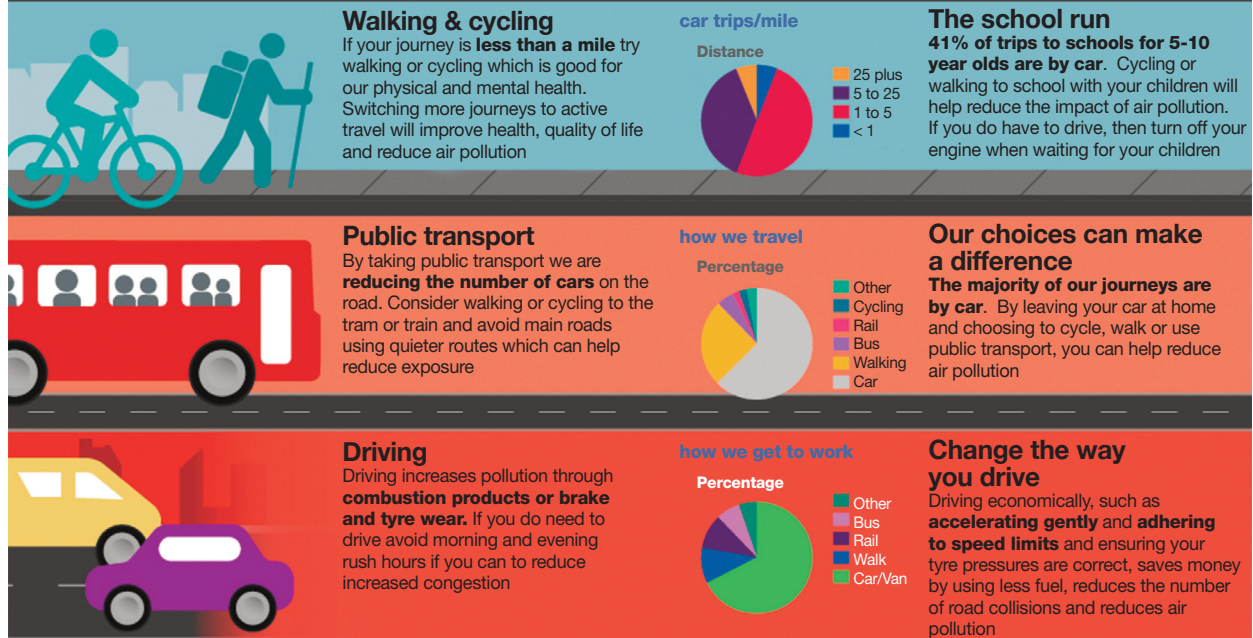 Walking & cycling
If your journey is less than a mile try
walking or cycling which is good for
our physical and mental health.
Switching more journeys to active
travel will improve health, quality of life
and reduce air pollution
car trips/mile
Distance
25 plus
5 to 25
1 to 5
< 1
The school run
41% of trips to schools for 5-10
year olds are by car. Cycling or
walking to school with your children will
help reduce the impact of air pollution.
If you do have to drive, then turn off your
engine when waiting for your children
Public transport
By taking public transport we are
reducing the number of cars on the
road. Consider walking or cycling to the
tram or train and avoid main roads
using quieter routes which can help
reduce exposure
how we travel
Percentage
Other
Cycling
Rail
Bus
Walking
Car
Our choices can make
a difference
The majority of our journeys are
by car. By leaving your car at home
and choosing to cycle, walk or use
public transport, you can help reduce
air pollution
Driving
Driving increases pollution through
combustion products or brake
and tyre wear. If you do need to
drive avoid morning and evening
rush hours if you can to reduce
increased congestion
how we get to work
Percentage
Other
Bus
Rail
Walk
Car/Van
Change the way
you drive
Driving economically, such as
accelerating gently and adhering
to speed limits and ensuring your
tyre pressures are correct, saves money
by using less fuel, reduces the number
of road collisions and reduces air
pollution